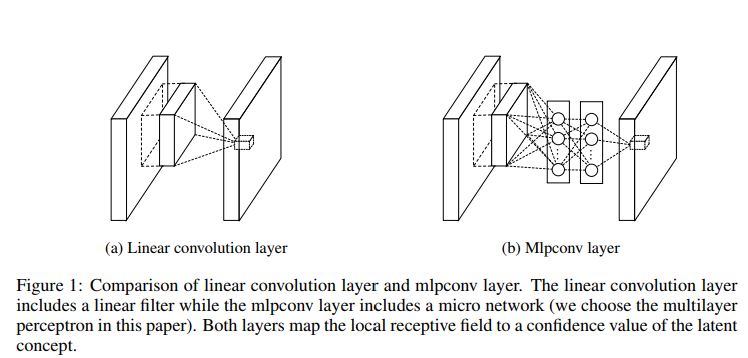 (a) Linear convolution layer
(b) Mlpconv layer
Figure 1: Comparison of linear convolution layer and mlpconv layer. The linear convolution layer
includes a linear filter while the mlpconv layer includes a micro network (we choose the multilayer
perceptron in this paper). Both layers map the local receptive field to a confidence value of the latent
concept.